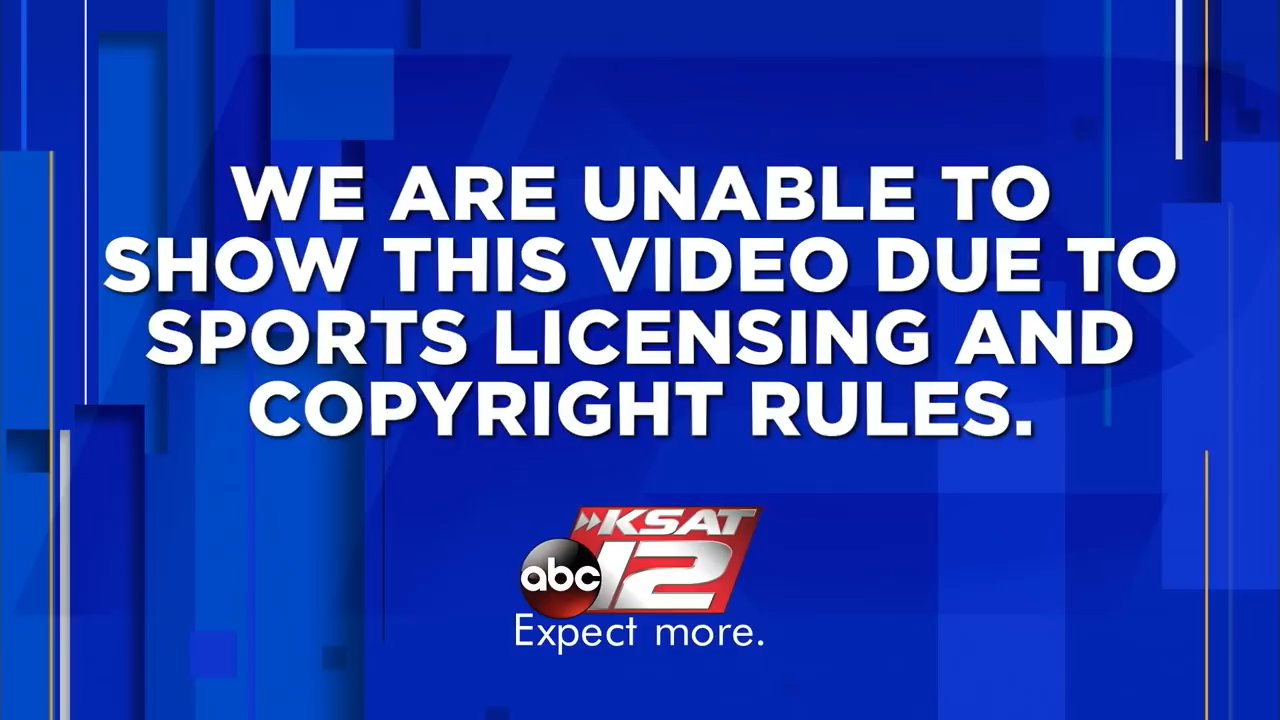 WE ARE UNABLE TO
SHOW THIS VIDEO DUE TO
SPORTS LICENSING AND
COPYRIGHT RULES.
KSAT
abc 12
Expect more.